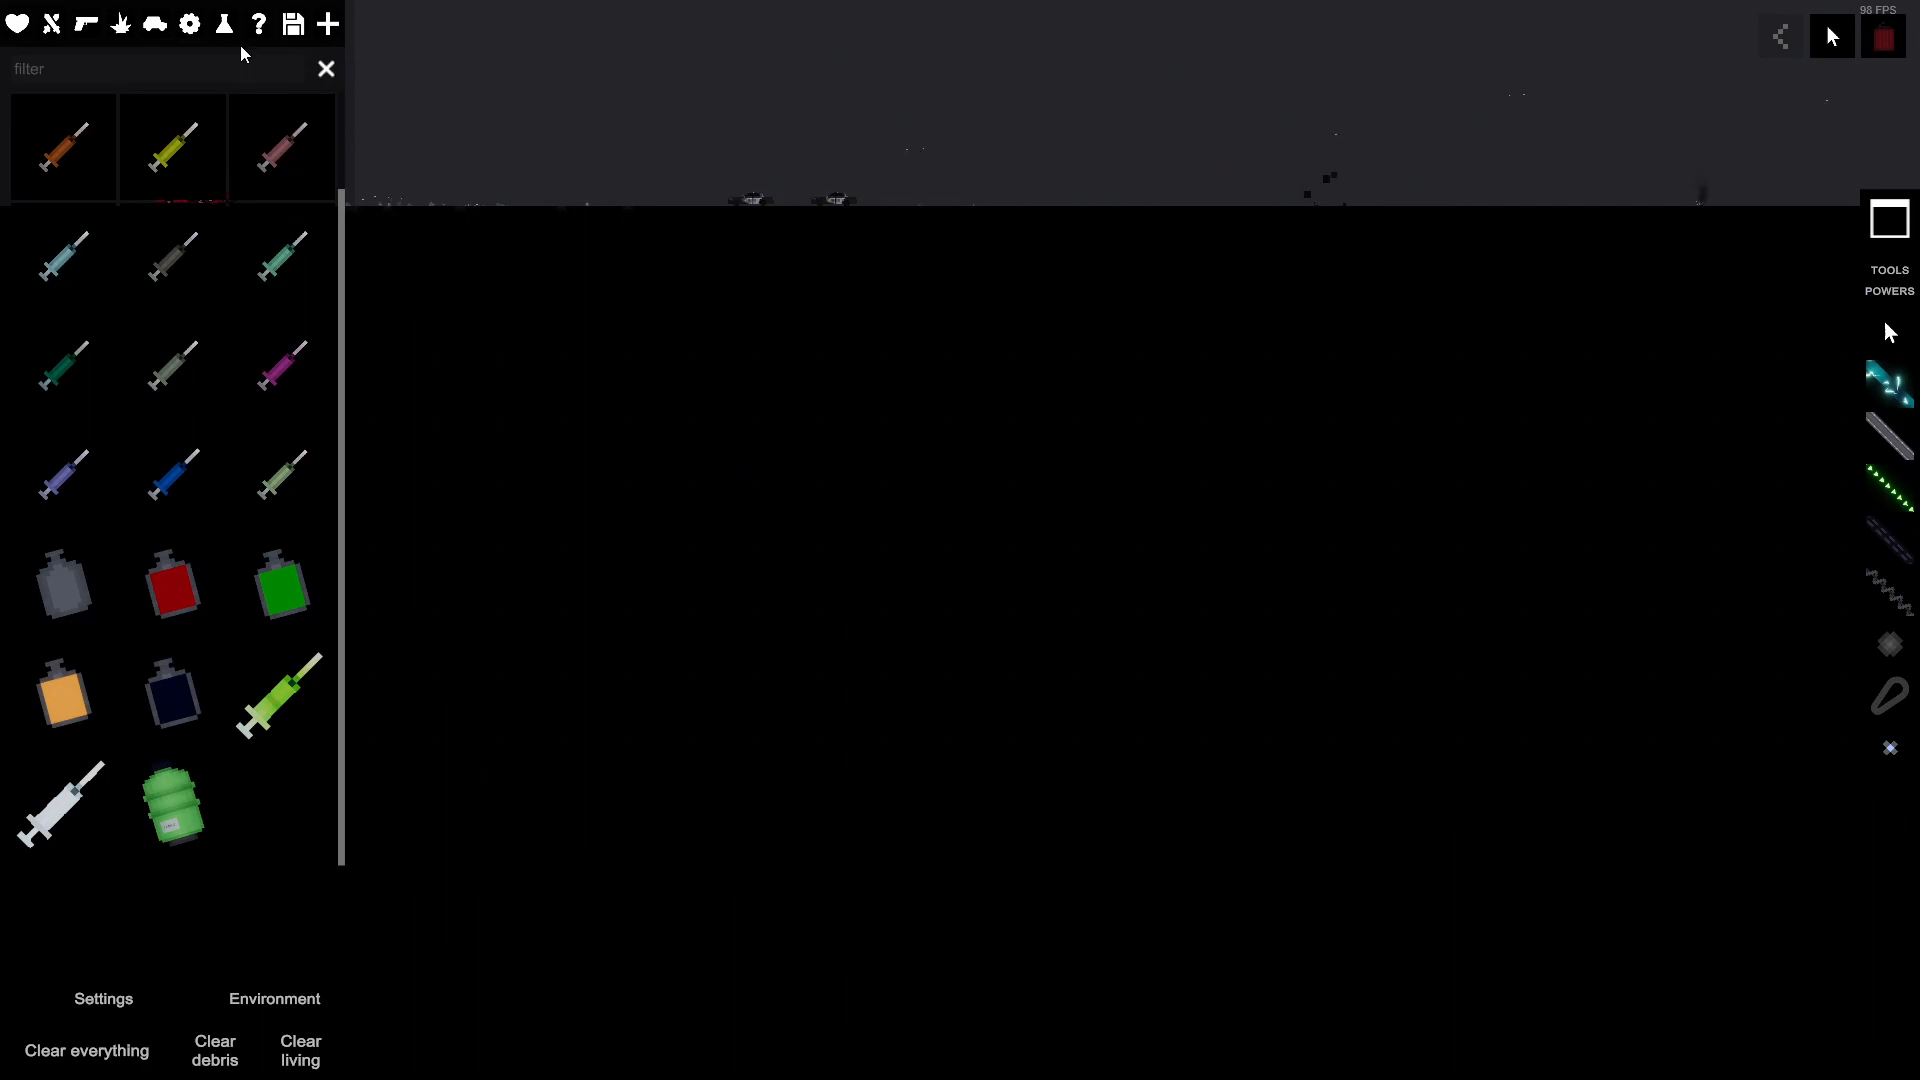 98 FPS
filter
TOOLS
POWERS
Settings
Environment
Clear everything
Clear debris
Clear living